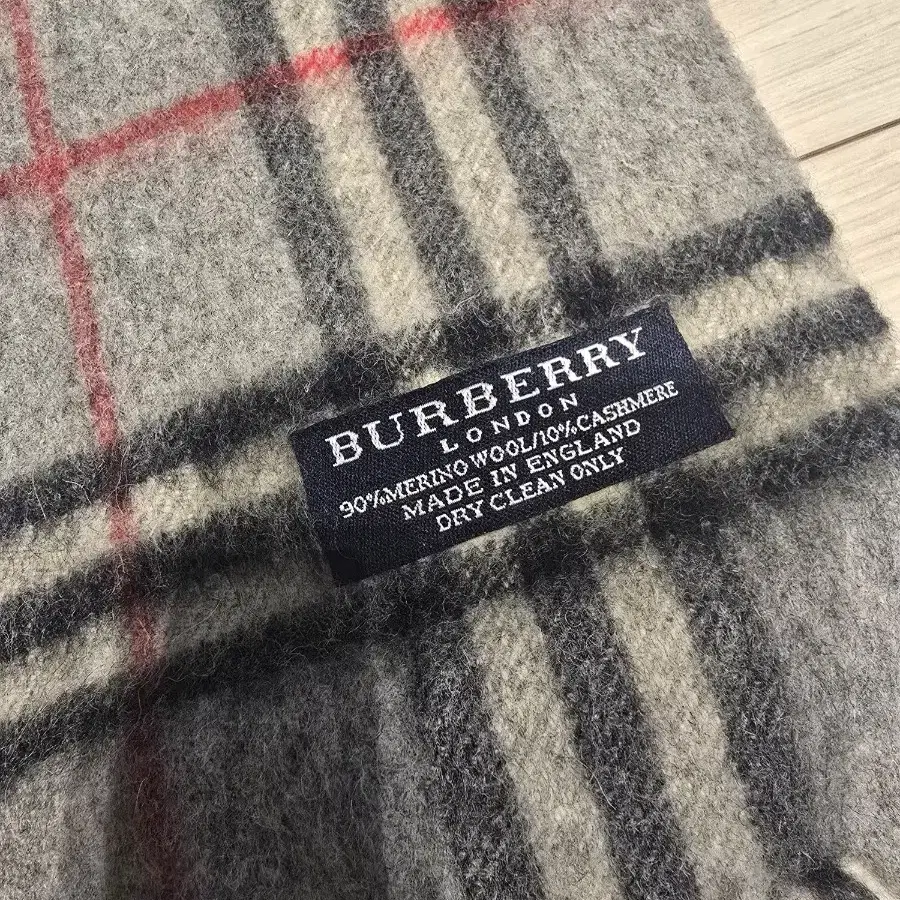 BURBERRY
LONDON
90%MERINO WOOL/10%CASHMERE
MADE IN ENGLAND
DRY CLEAN ONLY